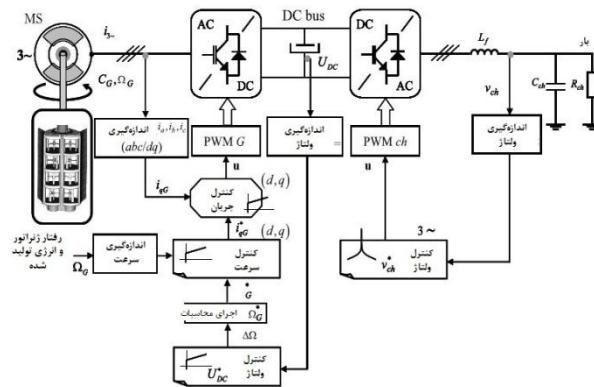 MS
3~
i3~
CG, ΩG
AC
DC
DC bus
UDC
DC
AC
Lf
بار
Cch
Rch
vch
اندازه‌گیری
(abc/dq)
ia, ib, ic
PWM G
اندازه‌گیری
ولتاژ
=
PWM ch
اندازه‌گیری
ولتاژ
u
u
iqG
کنترل
جریان
(d,q)
i*qG
(d,q)
رفتار ژنراتور
و انرژی تولید
شده
ΩG
اندازه‌گیری
سرعت
کنترل
سرعت
3 ~
v*ch
کنترل
ولتاژ
*G
اجرای محاسبات
Ω*G
ΔΩ
U*DC
کنترل
ولتاژ